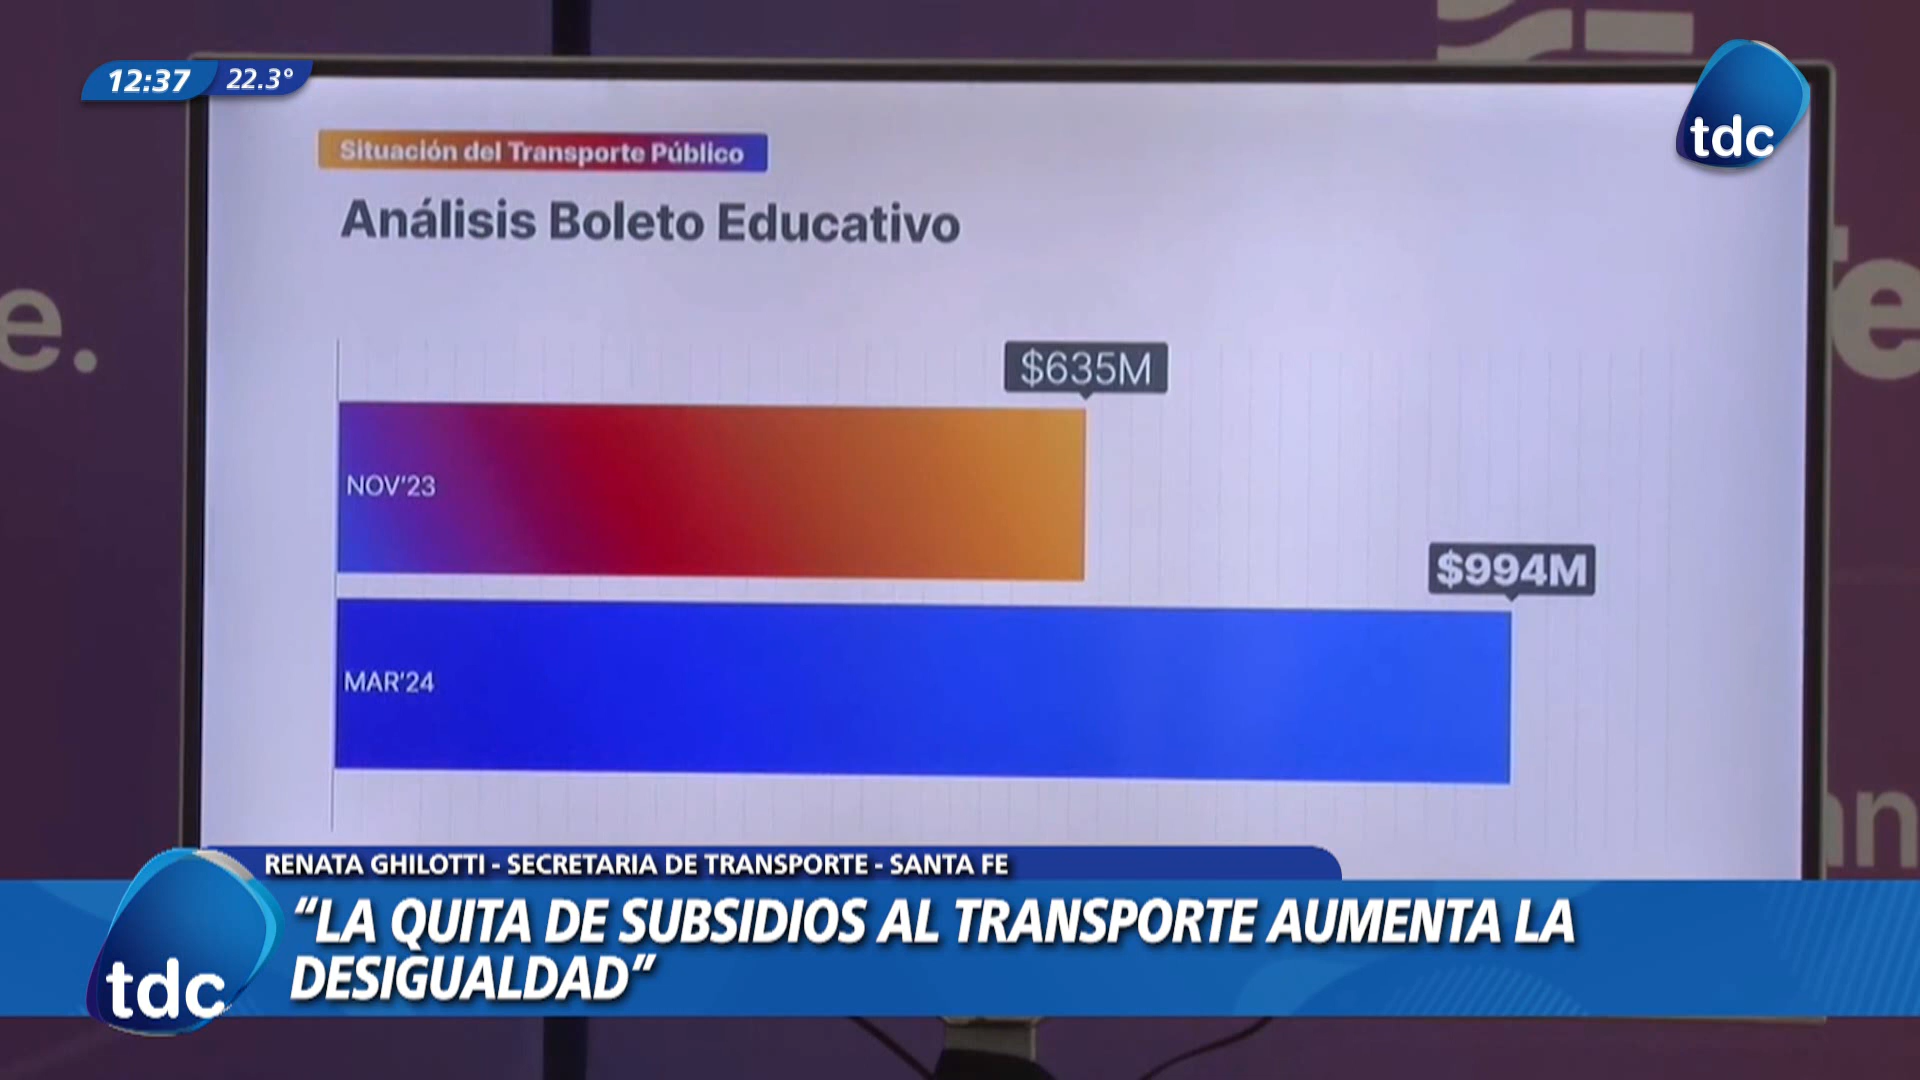 12:37 22.3°
tdc
Situación del Transporte Público
Análisis Boleto Educativo
e.
$635M
NOV'23
$994M
MAR'24
RENATA GHILOTTI - SECRETARIA DE TRANSPORTE - SANTA FE
“LA QUITA DE SUBSIDIOS AL TRANSPORTE AUMENTA LA
DESIGUALDAD”
tdc